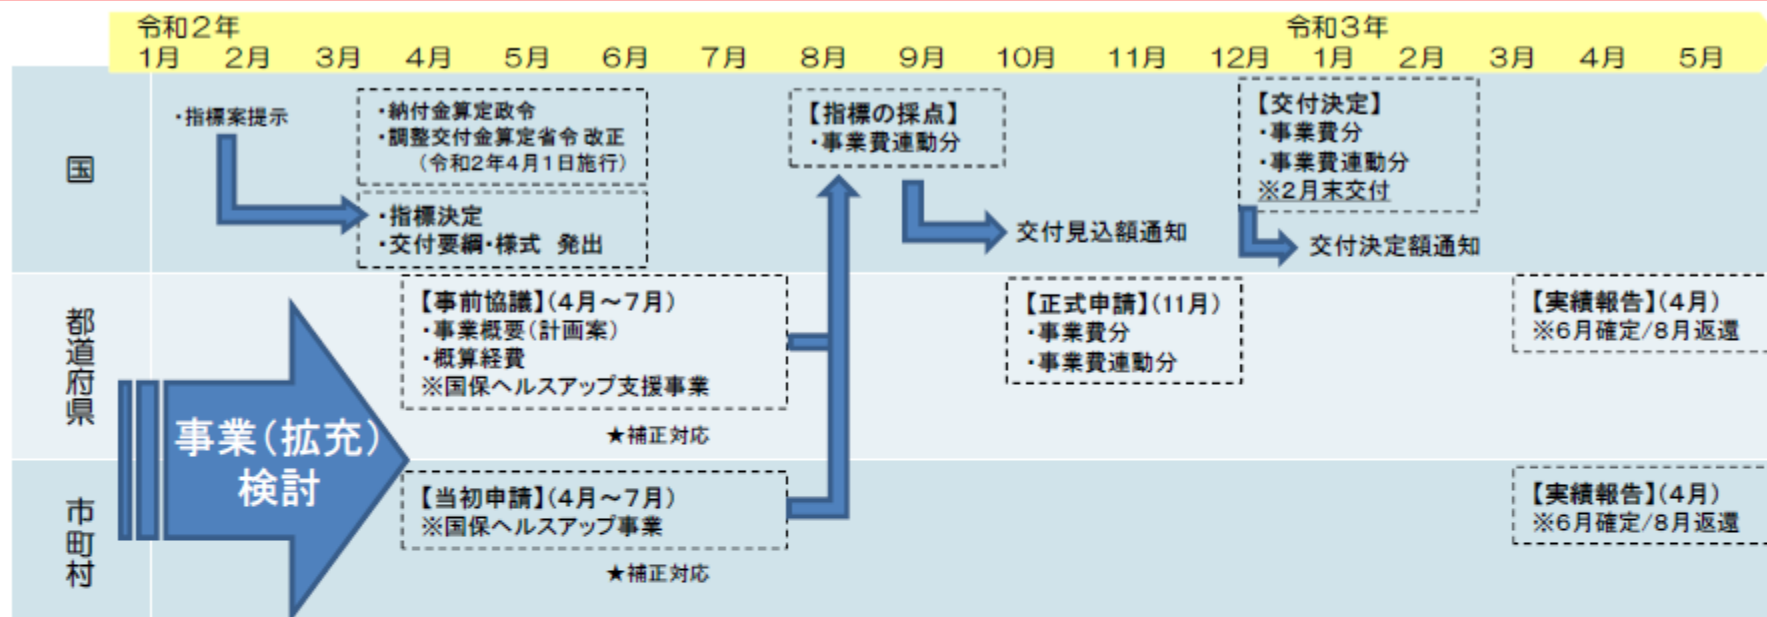 令和2年
令和3年
1月 2月 3月 4月 5月 6月 7月 8月 9月 10月 11月 12月 1月 2月 3月 4月 5月
国
・指標案提示
・納付金算定政令
・調整交付金算定省令 改正
(令和2年4月1日施行)
・指標決定
・交付要綱・様式 発出
【指標の採点】
・事業費連動分
交付見込額通知
【交付決定】
・事業費分
・事業費連動分
※2月末交付
交付決定額通知
都道府県
事業(拡充)
検討
【事前協議】(4月～7月)
・事業概要(計画案)
・概算経費
※国保ヘルスアップ支援事業
★補正対応
【正式申請】(11月)
・事業費分
・事業費連動分
【実績報告】(4月)
※6月確定/8月返還
市町村
【当初申請】(4月～7月)
※国保ヘルスアップ事業
★補正対応
【実績報告】(4月)
※6月確定/8月返還